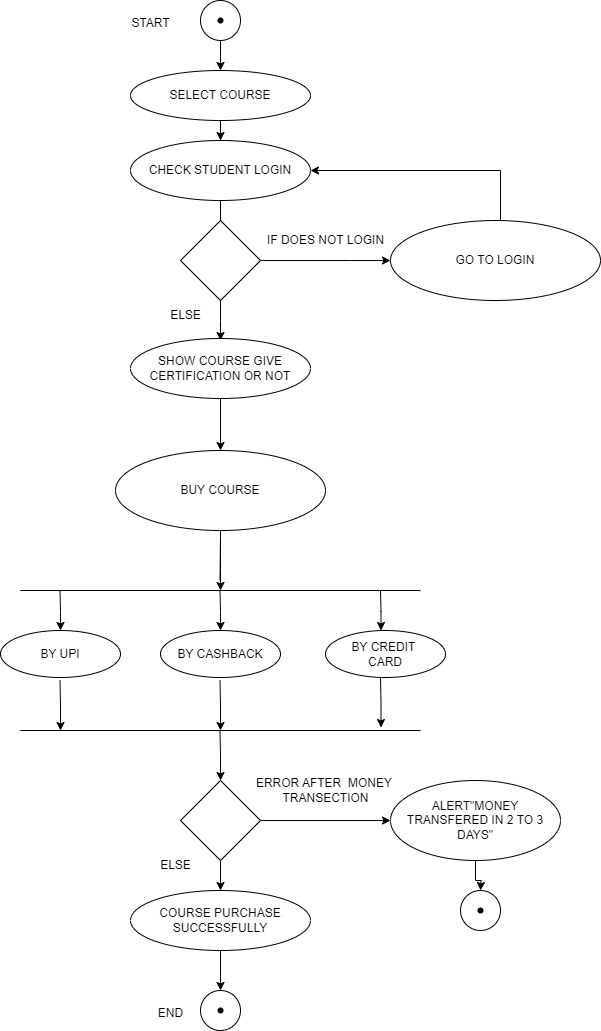 START
SELECT COURSE
CHECK STUDENT LOGIN
IF DOES NOT LOGIN
GO TO LOGIN
ELSE
SHOW COURSE GIVE
CERTIFICATION OR NOT
BUY COURSE
BY UPI
BY CASHBACK
BY CREDIT
CARD
ERROR AFTER MONEY
TRANSECTION
ALERT"MONEY
TRANSFERED IN 2 TO 3
DAYS"
ELSE
COURSE PURCHASE
SUCCESSFULLY
END